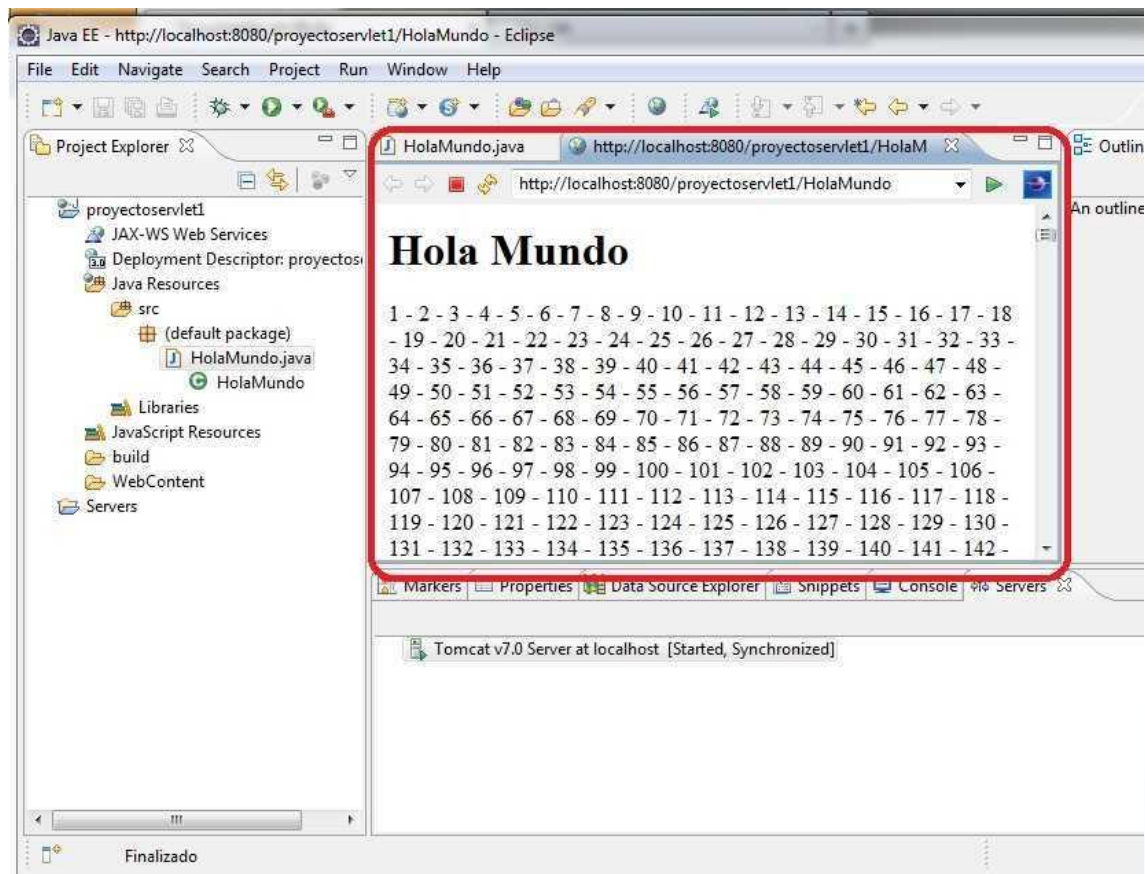 Java EE - http://localhost:8080/proyectoservlet1/HolaMundo - Eclipse
File Edit Navigate Search Project Run Window Help
Project Explorer
HolaMundo.java
http://localhost:8080/proyectoservlet1/HolaM
Outlin
http://localhost:8080/proyectoservlet1/HolaMundo
An outline
proyectoservlet1
JAX-WS Web Services
3.0 Deployment Descriptor: proyectos
Java Resources
src
(default package)
HolaMundo.java
HolaMundo
Libraries
JavaScript Resources
build
WebContent
Servers
Hola Mundo
1 - 2 - 3 - 4 - 5 - 6 - 7 - 8 - 9 - 10 - 11 - 12 - 13 - 14 - 15 - 16 - 17 - 18
- 19 - 20 - 21 - 22 - 23 - 24 - 25 - 26 - 27 - 28 - 29 - 30 - 31 - 32 - 33 -
34 - 35 - 36 - 37 - 38 - 39 - 40 - 41 - 42 - 43 - 44 - 45 - 46 - 47 - 48 -
49 - 50 - 51 - 52 - 53 - 54 - 55 - 56 - 57 - 58 - 59 - 60 - 61 - 62 - 63 -
64 - 65 - 66 - 67 - 68 - 69 - 70 - 71 - 72 - 73 - 74 - 75 - 76 - 77 - 78 -
79 - 80 - 81 - 82 - 83 - 84 - 85 - 86 - 87 - 88 - 89 - 90 - 91 - 92 - 93 -
94 - 95 - 96 - 97 - 98 - 99 - 100 - 101 - 102 - 103 - 104 - 105 - 106 -
107 - 108 - 109 - 110 - 111 - 112 - 113 - 114 - 115 - 116 - 117 - 118 -
119 - 120 - 121 - 122 - 123 - 124 - 125 - 126 - 127 - 128 - 129 - 130 -
131 - 132 - 133 - 134 - 135 - 136 - 137 - 138 - 139 - 140 - 141 - 142 -
Markers Properties Data Source Explorer Snippets Console Servers
Tomcat v7.0 Server at localhost [Started, Synchronized]
Finalizado